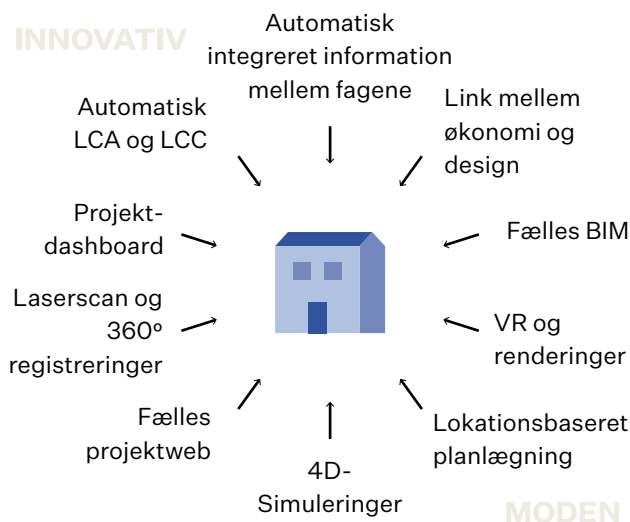 INNOVATIV
Automatisk
integreret information
mellem fagene
Link mellem
økonomi og
design
Automatisk
LCA og LCC
Projekt-
dashboard
Fælles BIM
Laserscan og
360º
registreringer
VR og
renderinger
Fælles
projektweb
Lokationsbaseret
planlægning
4D-
Simuleringer
MODEN